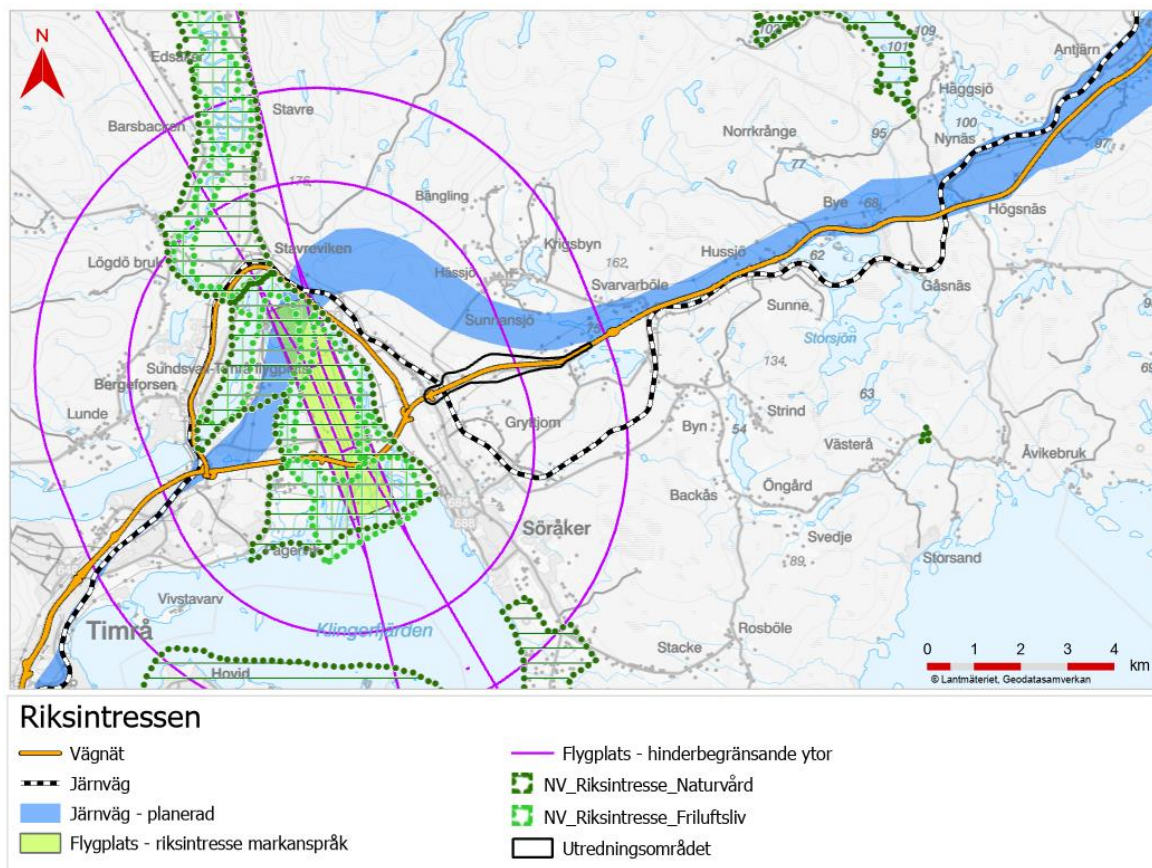 N
102
109
101
Antjärn
Edsåker
Häggsjö
Stavre
100
Barsbacken
Norrkrånge
95
Nynäs
97
77
176
Bängling
Bye
68
Högsnäs
Stavreviken
Krigsbyn
Hussjö
Lögdö bruk
Hässjö
162
62
Svarvarböle
Gåsnäs
Sunnansjö
75
Sunne
Storsjön
Sundsvall-Timrå flygplats
134
Bergeforsen
63
Lunde
Gryttjom
Strind
Byn
54
Västerå
Åvikebruk
Backås
Öngård
Söråker
688
Svedje
Storsand
89
Fagervik
Vivstavarv
Timrå
Klingerfjärden
Rosböle
Stacke
Hovid
0 1 2 3 4
km
© Lantmäteriet, Geodatasamverkan
Riksintressen
Vägnät
Järnväg
Järnväg - planerad
Flygplats - riksintresse markanspråk
Flygplats - hinderbegränsande ytor
NV_Riksintresse_Naturvård
NV_Riksintresse_Friluftsliv
Utredningsområdet